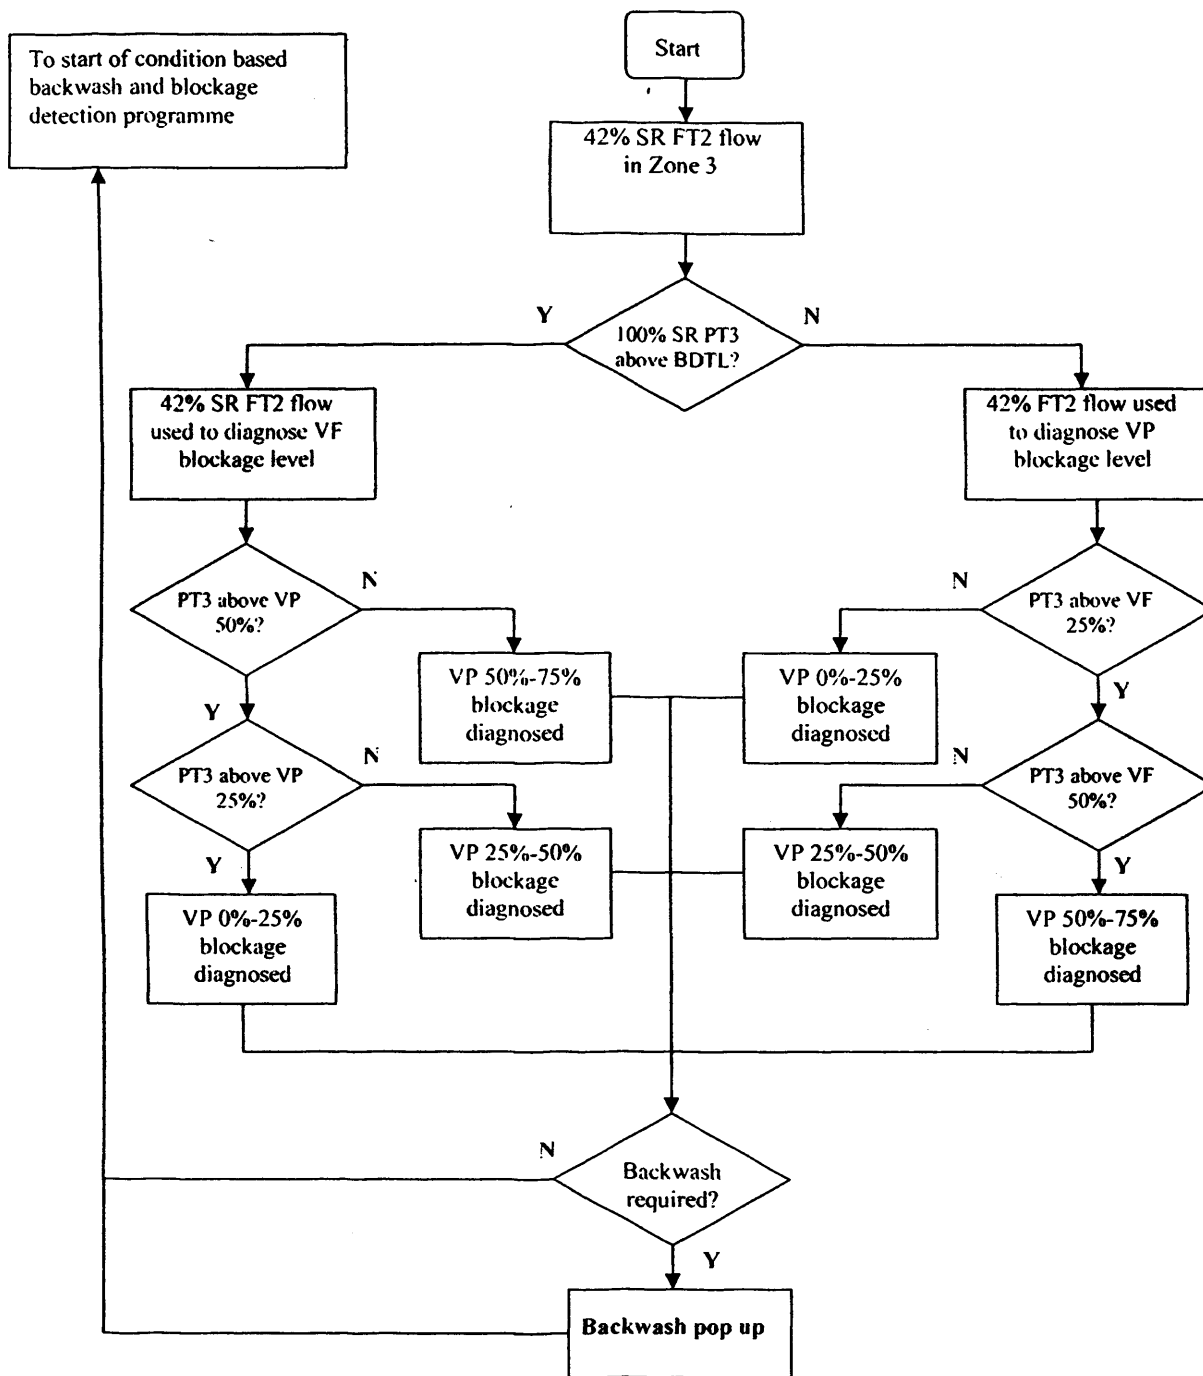 To start of condition based
backwash and blockage
detection programme
Start
42% SR FT2 flow
in Zone 3
Y
N
100% SR PT3
above BDTL?
42% SR FT2 flow
used to diagnose VF
blockage level
42% FT2 flow used
to diagnose VP
blockage level
N
PT3 above VP
50%?
N
PT3 above VF
25%?
VP 50%-75%
blockage
diagnosed
VP 0%-25%
blockage
diagnosed
Y
Y
N
PT3 above VP
25%?
N
PT3 above VF
50%?
VP 25%-50%
blockage
diagnosed
VP 25%-50%
blockage
diagnosed
Y
Y
VP 0%-25%
blockage
diagnosed
VP 50%-75%
blockage
diagnosed
N
Backwash
required?
Y
Backwash pop up